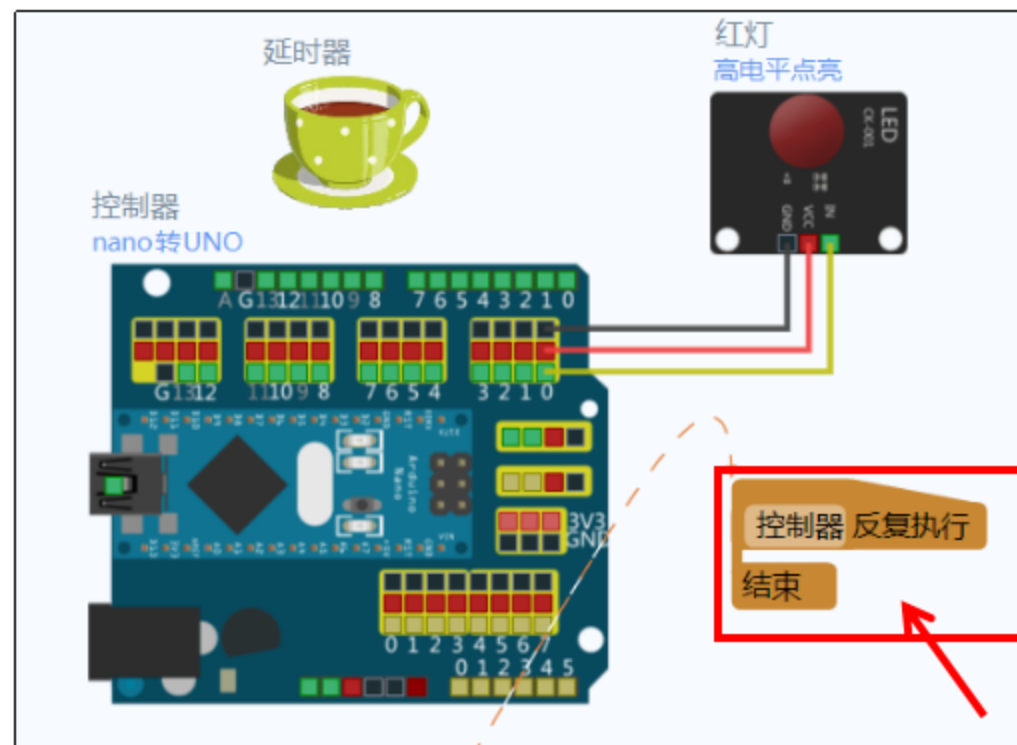 延时器
红灯
高电平点亮
LED
CK-001
GND
VCC
IN
控制器
nano转UNO
A G 13 12 11 10 9 8
7 6 5 4 3 2 1 0
G 13 12
11 10 9 8
7 6 5 4
3 2 1 0
Arduino
Nano
3V3
GND
控制器 反复执行
结束
0 1 2 3 4 5 6 7
0 1 2 3 4 5